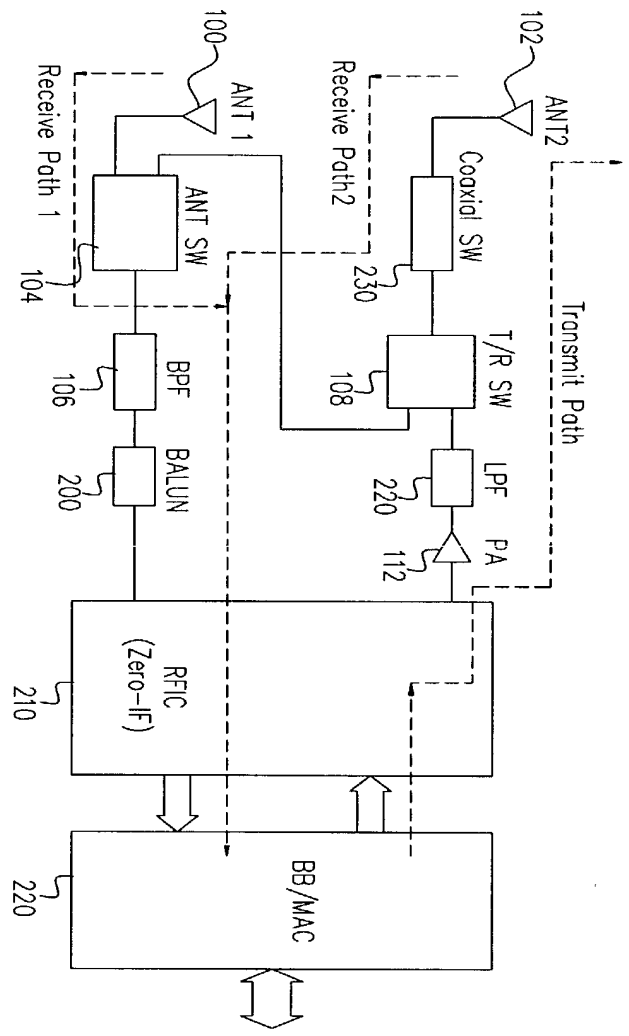 Transmit Path
102
ANT2
Coaxial SW
230
T/R SW
108
LPF
220
PA
112
Receive Path2
100
ANT 1
ANT SW
104
BPF
106
BALUN
200
Receive Path 1
RFIC
(Zero-IF)
210
BB/MAC
220